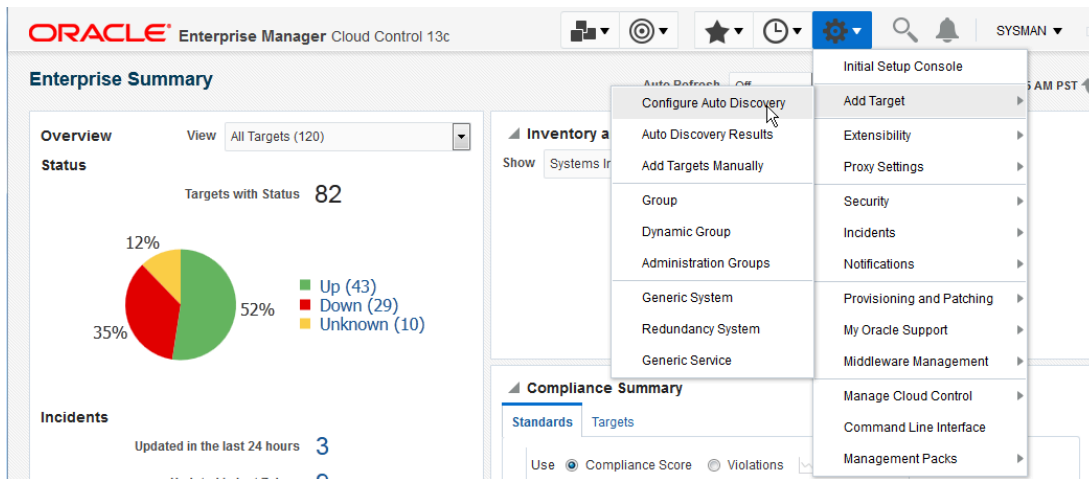 ORACLE Enterprise Manager Cloud Control 13c
SYSMAN
Enterprise Summary
Auto Refresh Off
AM PST
Overview
View All Targets (120)
Status
Targets with Status 82
12%
52%
35%
Up (43)
Down (29)
Unknown (10)
Incidents
Updated in the last 24 hours 3
Inventory a
Show Systems In
Compliance Summary
Standards Targets
Use Compliance Score Violations
Configure Auto Discovery
Auto Discovery Results
Add Targets Manually
Group
Dynamic Group
Administration Groups
Generic System
Redundancy System
Generic Service
Initial Setup Console
Add Target
Extensibility
Proxy Settings
Security
Incidents
Notifications
Provisioning and Patching
My Oracle Support
Middleware Management
Manage Cloud Control
Command Line Interface
Management Packs